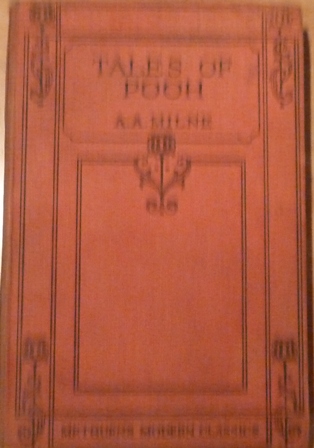 TALES OF
POOH
A. A. MILNE
METHUEN'S MODERN CLASSICS